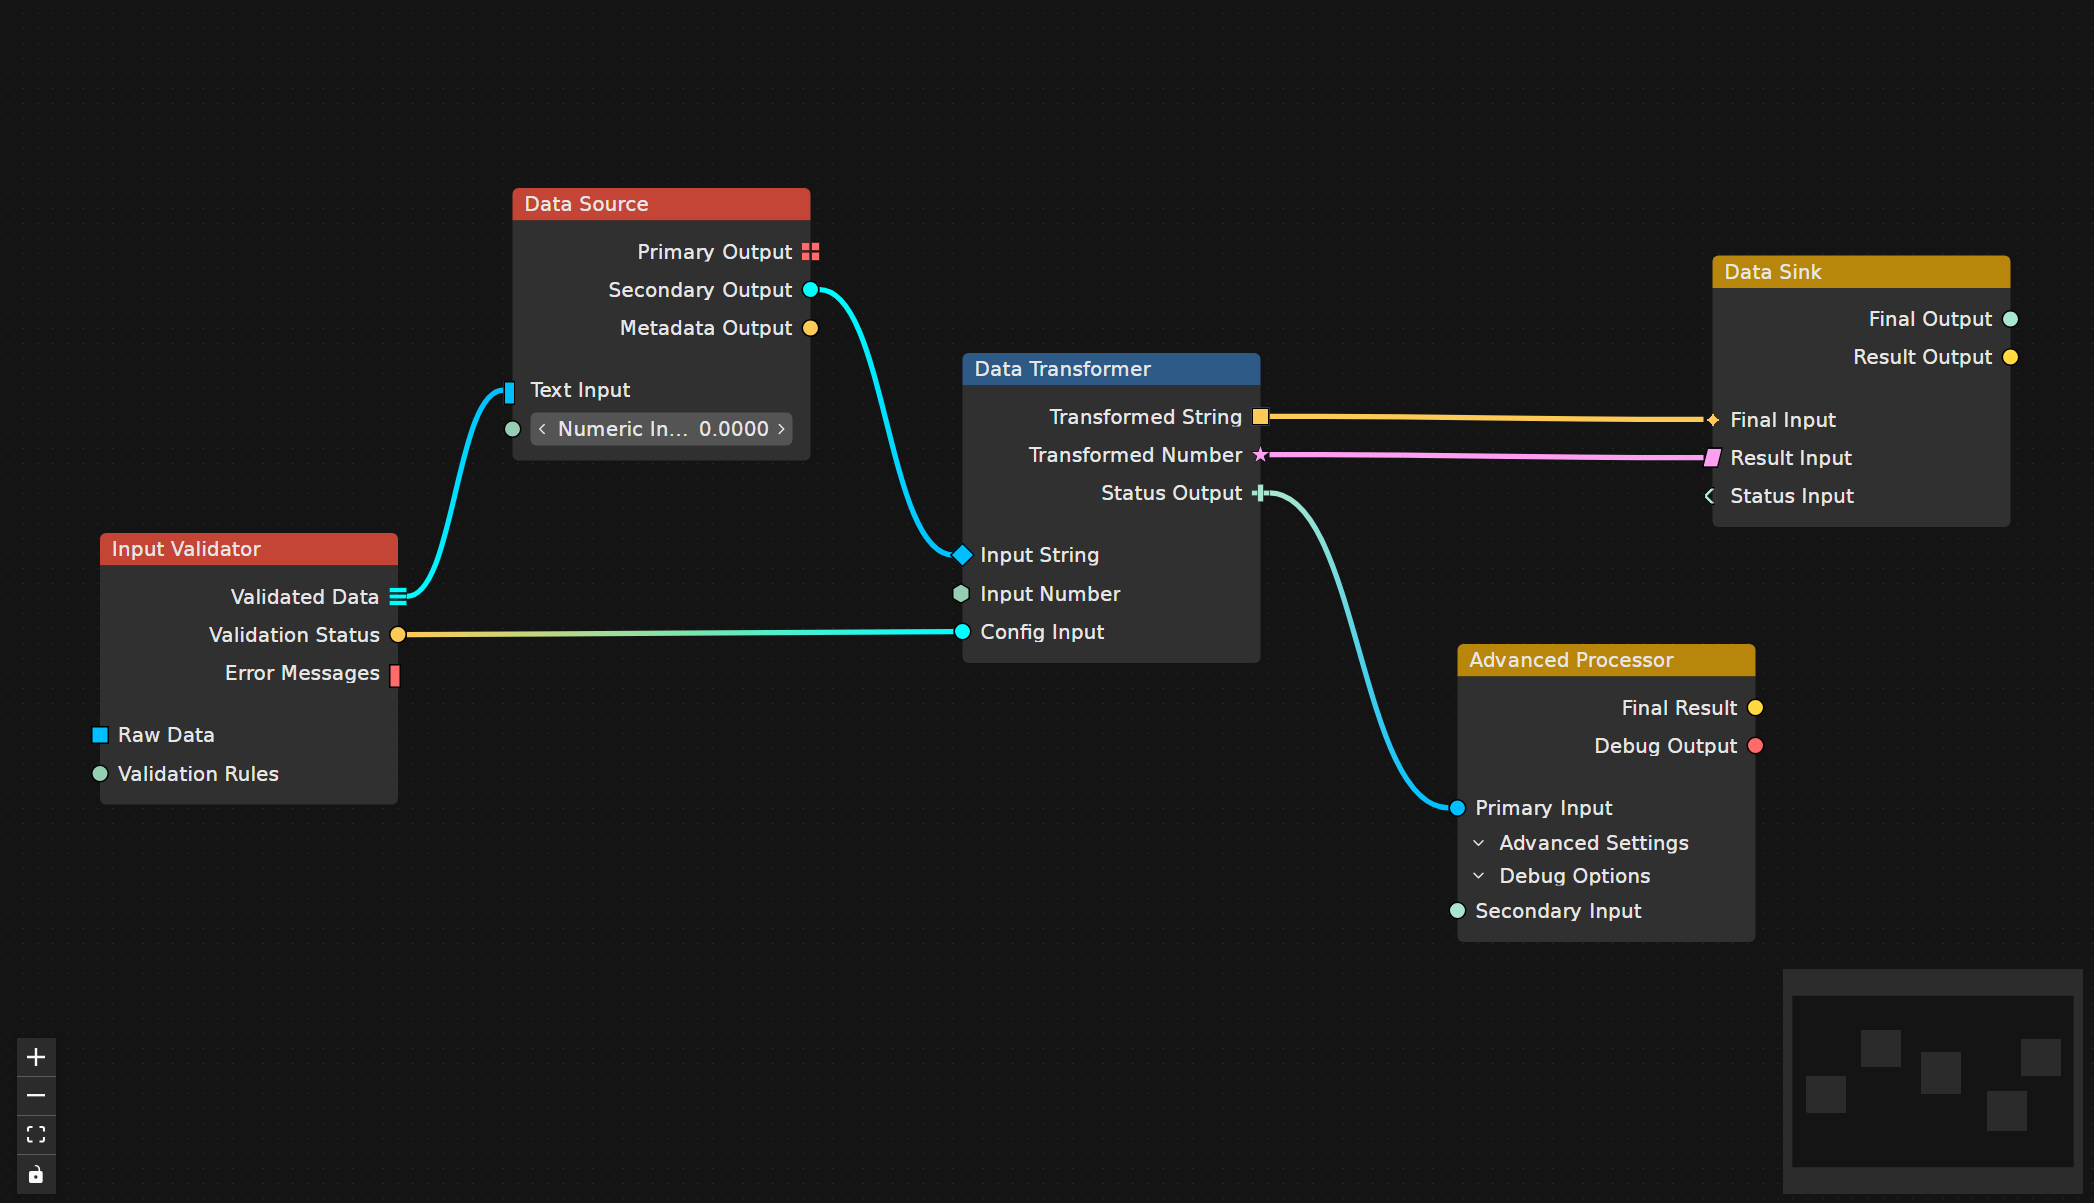 Data Source
Primary Output
Secondary Output
Metadata Output
Text Input
Numeric In... 0.0000
Input Validator
Validated Data
Validation Status
Error Messages
Raw Data
Validation Rules
Data Transformer
Transformed String
Transformed Number
Status Output
Input String
Input Number
Config Input
Data Sink
Final Output
Result Output
Final Input
Result Input
Status Input
Advanced Processor
Final Result
Debug Output
Primary Input
Advanced Settings
Debug Options
Secondary Input